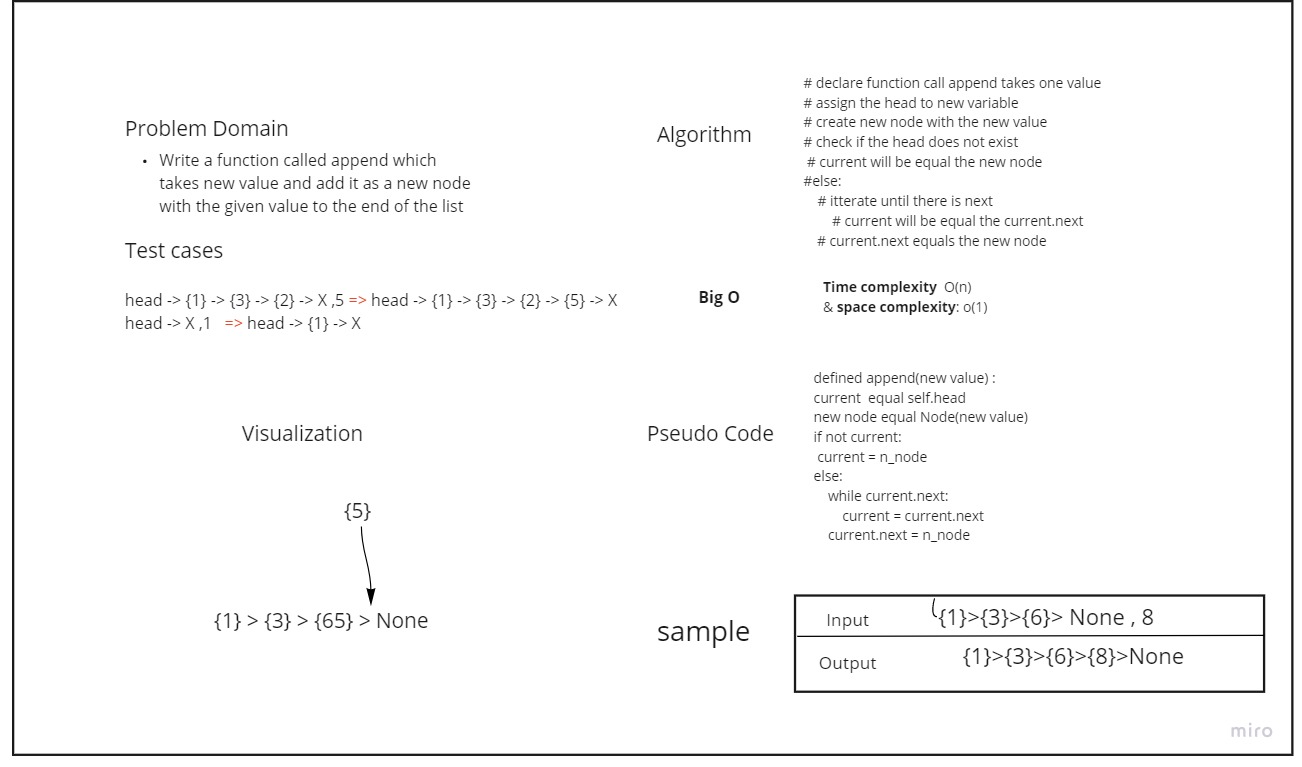 Problem Domain
• Write a function called append which
takes new value and add it as a new node
with the given value to the end of the list
Test cases
head -> {1} -> {3} -> {2} -> X ,5 => head -> {1} -> {3} -> {2} -> {5} -> X
head -> X ,1 => head -> {1} -> X
Visualization
{5}
{1} > {3} > {65} > None
Algorithm
# declare function call append takes one value
# assign the head to new variable
# create new node with the new value
# check if the head does not exist
# current will be equal the new node
#else:
# itterate until there is next
# current will be equal the current.next
# current.next equals the new node
Big O
Time complexity O(n)
& space complexity: o(1)
Pseudo Code
defined append(new value) :
current equal self.head
new node equal Node(new value)
if not current:
current = n_node
else:
while current.next:
current = current.next
current.next = n_node
sample
Input {1}>{3}>{6}> None , 8
Output {1}>{3}>{6}>{8}>None
miro